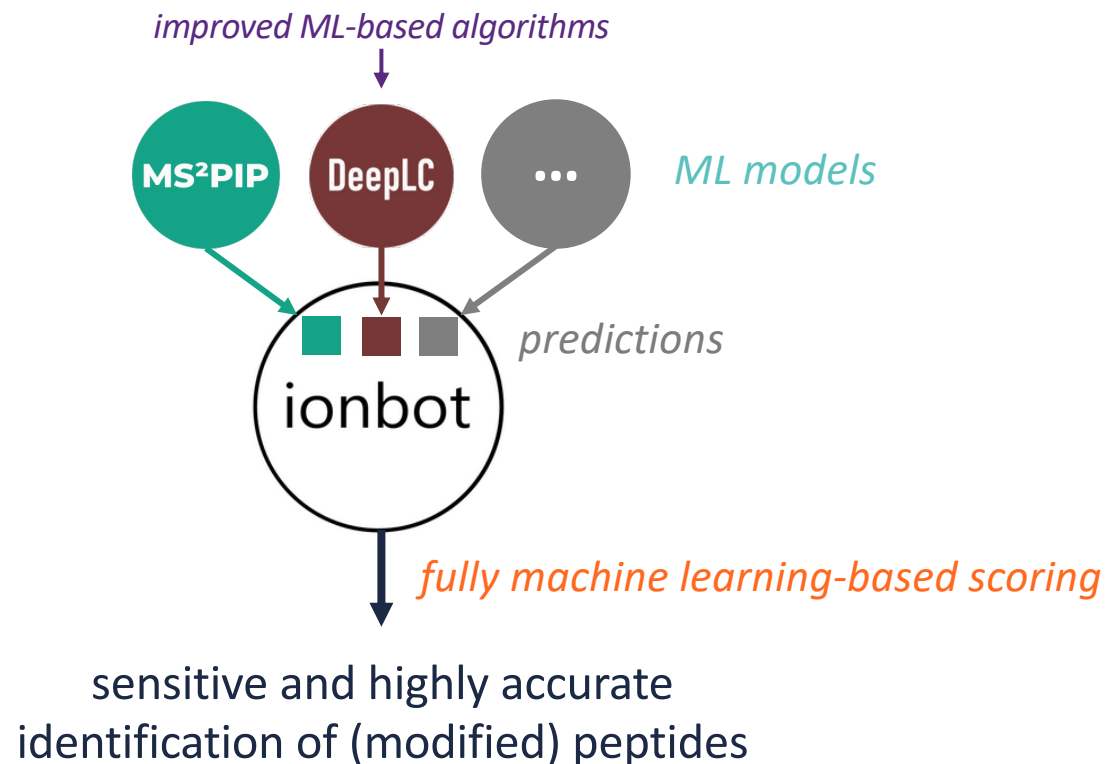 improved ML-based algorithms
MS²PIP
DeepLC
...
ML models
predictions
ionbot
fully machine learning-based scoring
sensitive and highly accurate
identification of (modified) peptides